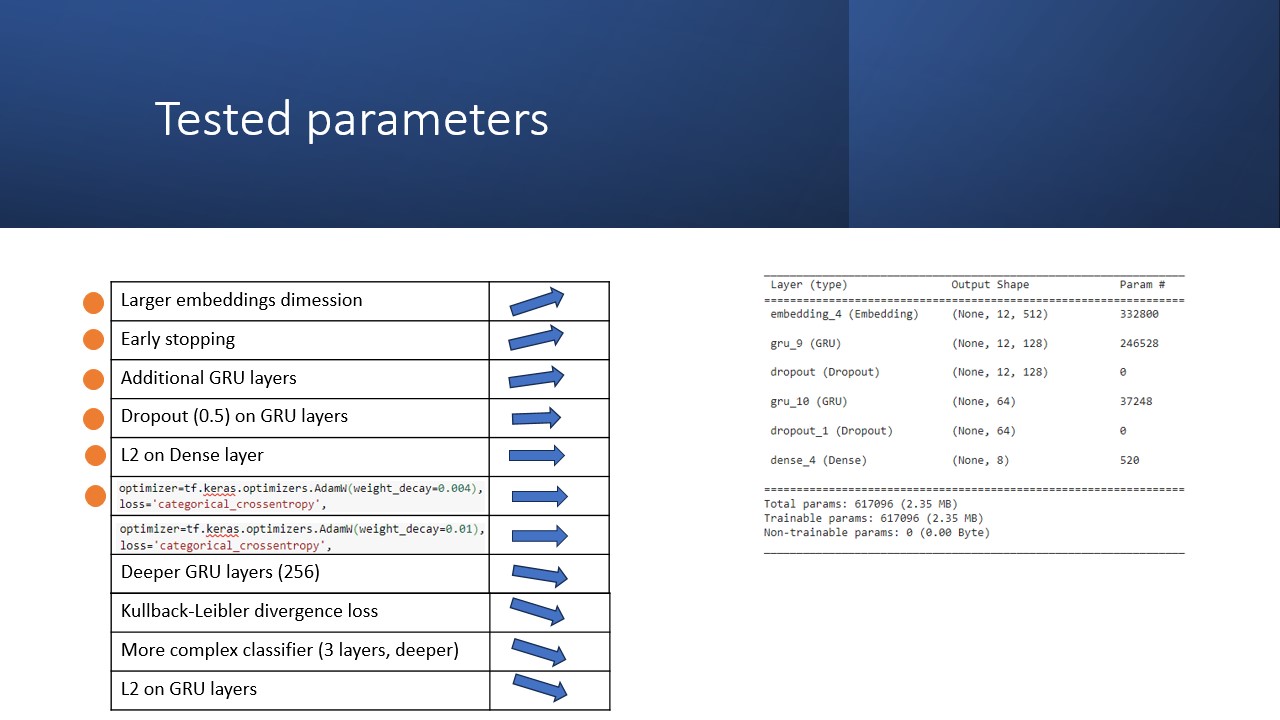 Tested parameters
Larger embeddings dimession
Early stopping
Additional GRU layers
Dropout (0.5) on GRU layers
L2 on Dense layer
optimizer=tf.keras.optimizers.AdamW(weight_decay=0.004),
loss='categorical_crossentropy',
optimizer=tf.keras.optimizers.AdamW(weight_decay=0.01),
loss='categorical_crossentropy',
Deeper GRU layers (256)
Kullback-Leibler divergence loss
More complex classifier (3 layers, deeper)
L2 on GRU layers
Layer (type) Output Shape Param #
embedding_4 (Embedding) (None, 12, 512) 332800
gru_9 (GRU) (None, 12, 128) 246528
dropout (Dropout) (None, 12, 128) 0
gru_10 (GRU) (None, 64) 37248
dropout_1 (Dropout) (None, 64) 0
dense_4 (Dense) (None, 8) 520
Total params: 617096 (2.35 MB)
Trainable params: 617096 (2.35 MB)
Non-trainable params: 0 (0.00 Byte)